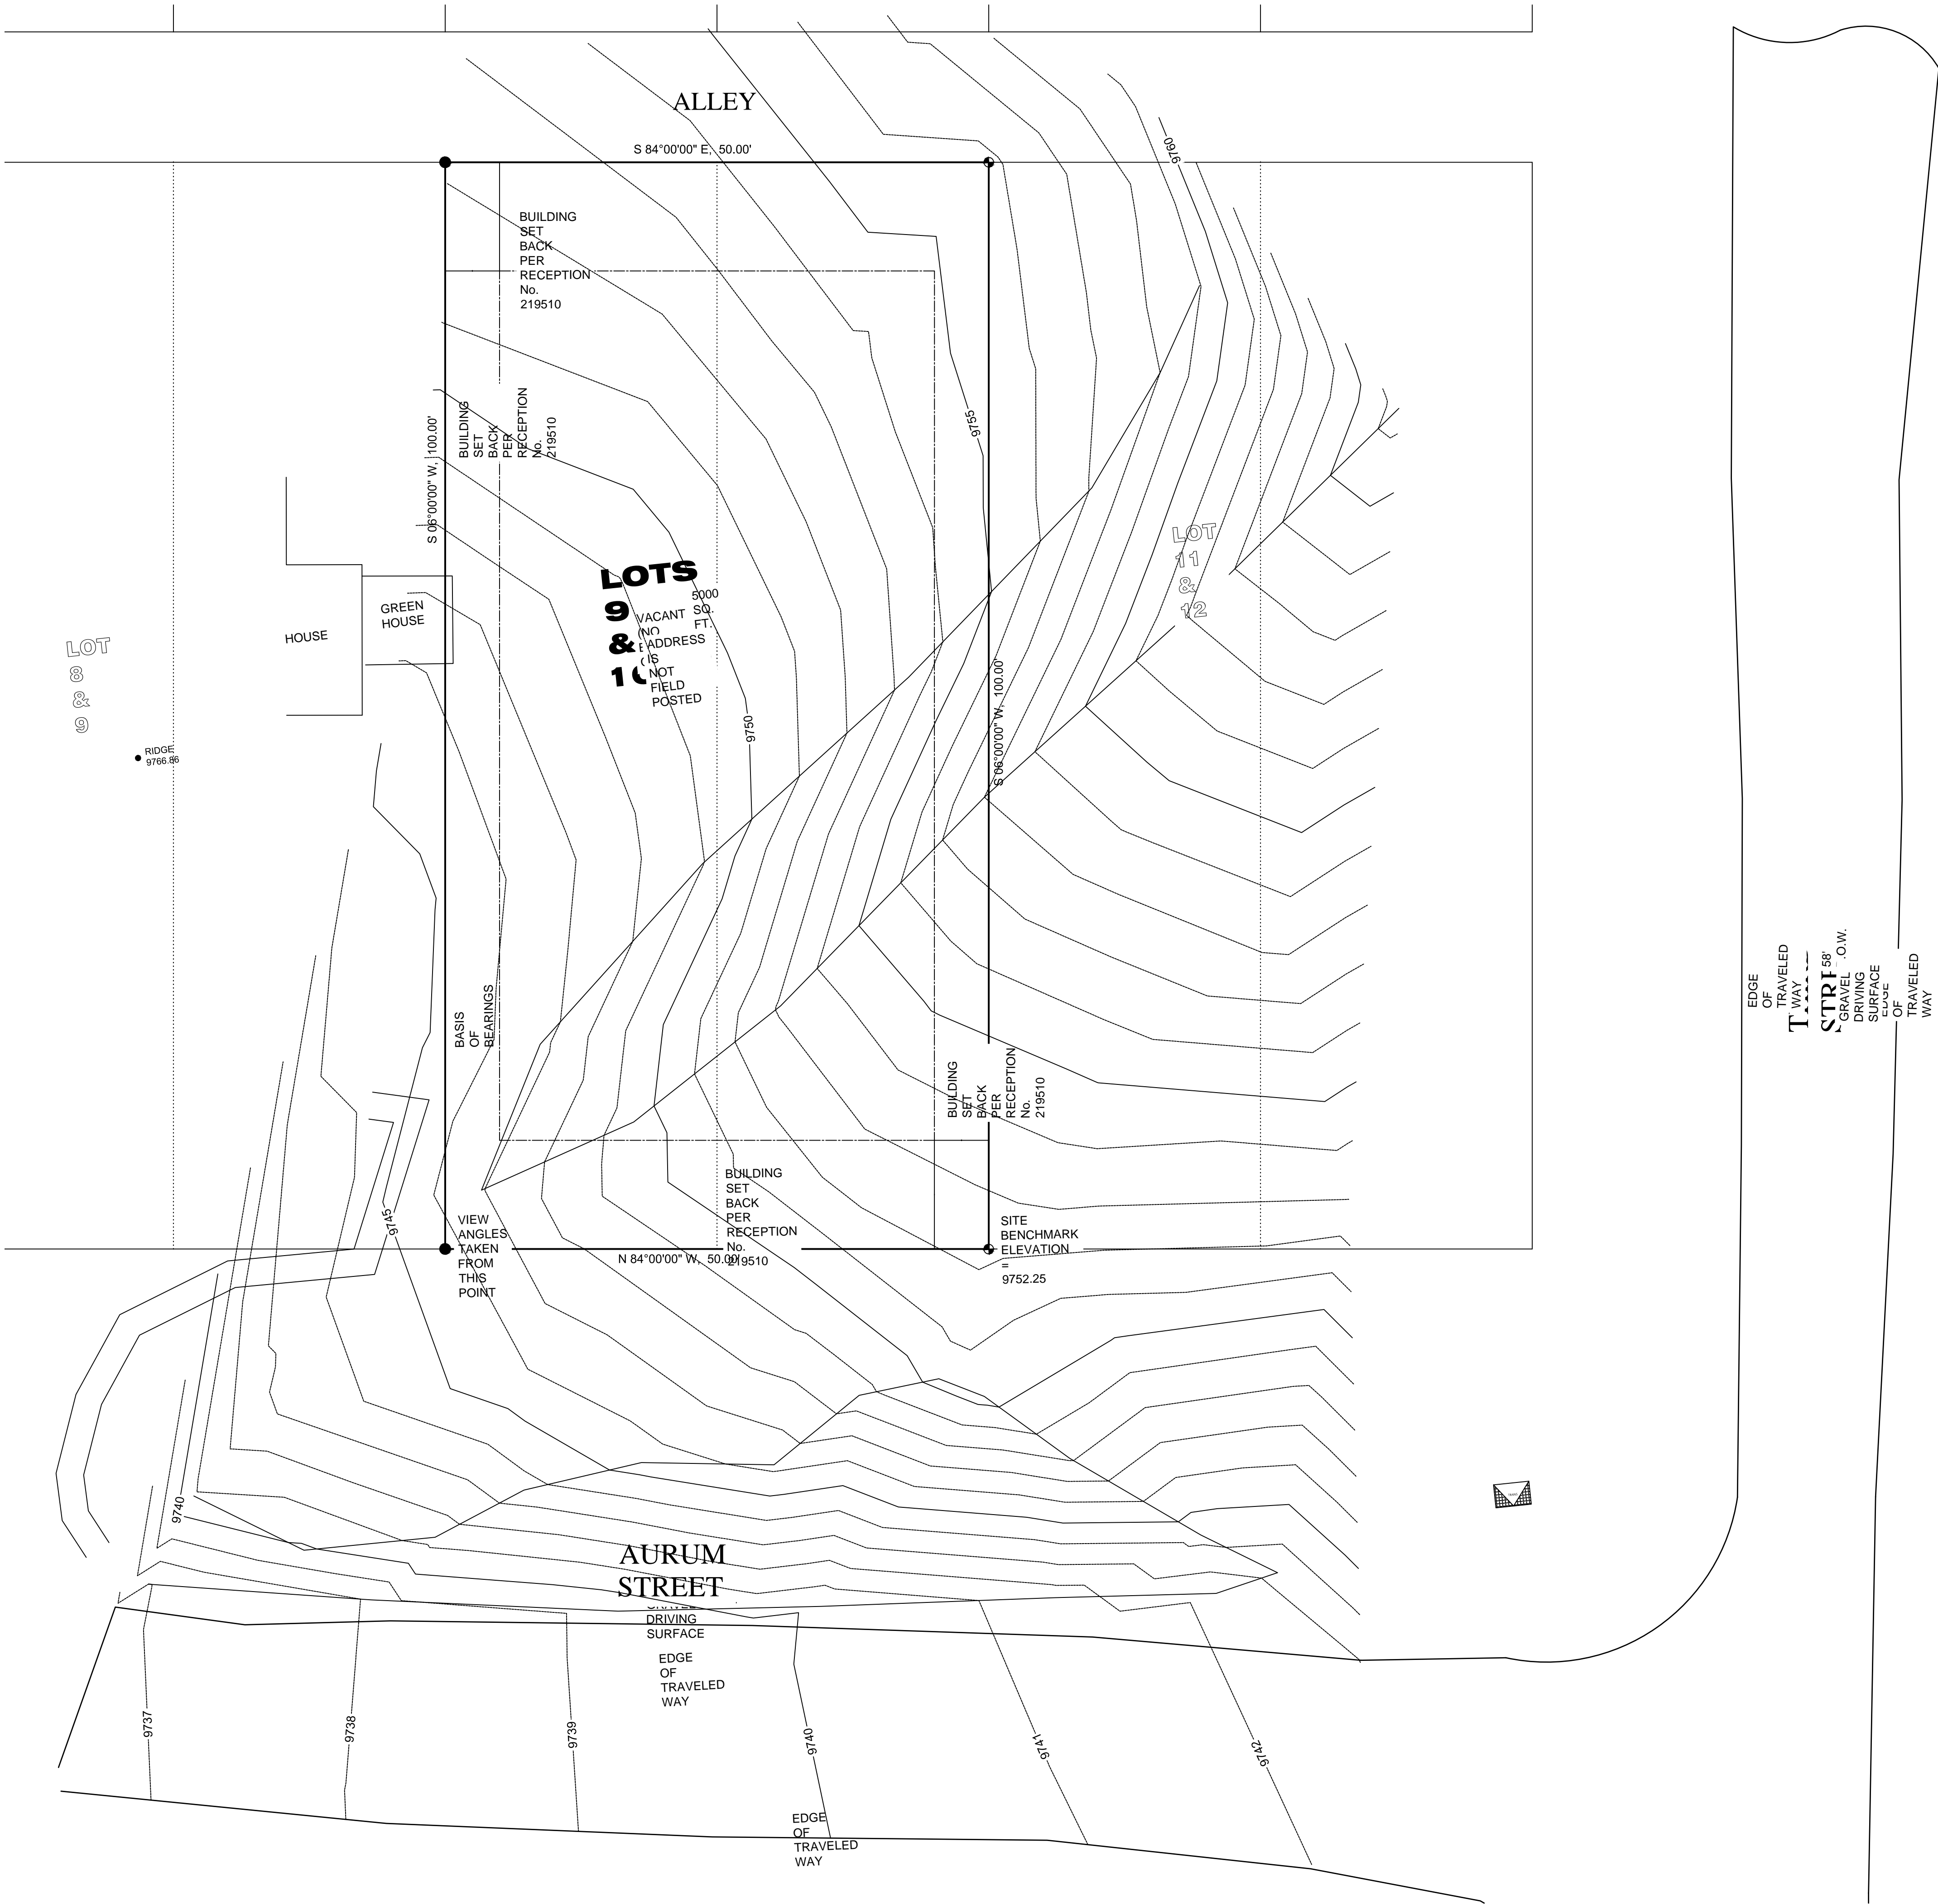 ALLEY
S 84°00'00" E, 50.00'
9760
BUILDING
SET
BACK
PER
RECEPTION
No.
219510
S 06°00'00" W, 100.00'
BUILDING
SET
BACK
PER
RECEPTION
No.
219510
9755
LOT
11
&
12
LOTS
9
&
10
VACANT
(NO
5000
SQ.
FT.
ADDRESS
IS
NOT
FIELD
POSTED
GREEN
HOUSE
HOUSE
LOT
8
&
9
RIDGE
9766.86
9750
S 06°00'00" W, 100.00'
BASIS
OF
BEARINGS
EDGE
OF
TRAVELED
WAY
58'
GRAVEL
DRIVING
SURFACE
EDGE
OF
TRAVELED
WAY
BUILDING
SET
BACK
PER
RECEPTION
No.
219510
BUILDING
SET
BACK
PER
RECEPTION
No.
219510
9745
VIEW
ANGLES
TAKEN
FROM
THIS
POINT
N 84°00'00" W, 50.00'
SITE
BENCHMARK
ELEVATION
=
9752.25
9740
AURUM
STREET
DRIVING
SURFACE
EDGE
OF
TRAVELED
WAY
9737
9738
9739
9740
9741
9742
EDGE
OF
TRAVELED
WAY